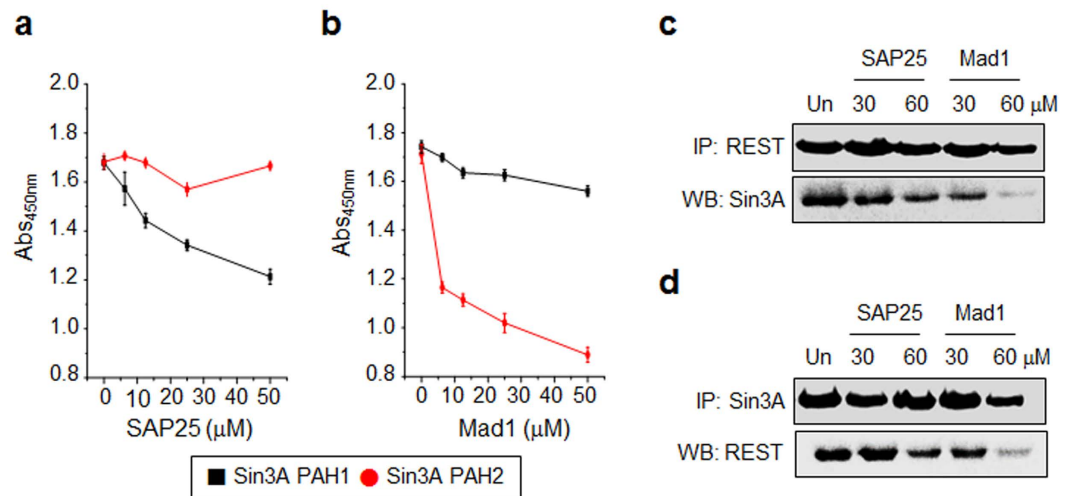 a
2.0
1.8
1.6
1.4
1.2
1.0
0.8
Abs450nm
0 10 20 30 40 50
SAP25 (µM)
b
2.0
1.8
1.6
1.4
1.2
1.0
0.8
Abs450nm
0 10 20 30 40 50
Mad1 (µM)
Sin3A PAH1 Sin3A PAH2
c
SAP25 Mad1
Un 30 60 30 60 µM
IP: REST
WB: Sin3A
d
SAP25 Mad1
Un 30 60 30 60 µM
IP: Sin3A
WB: REST